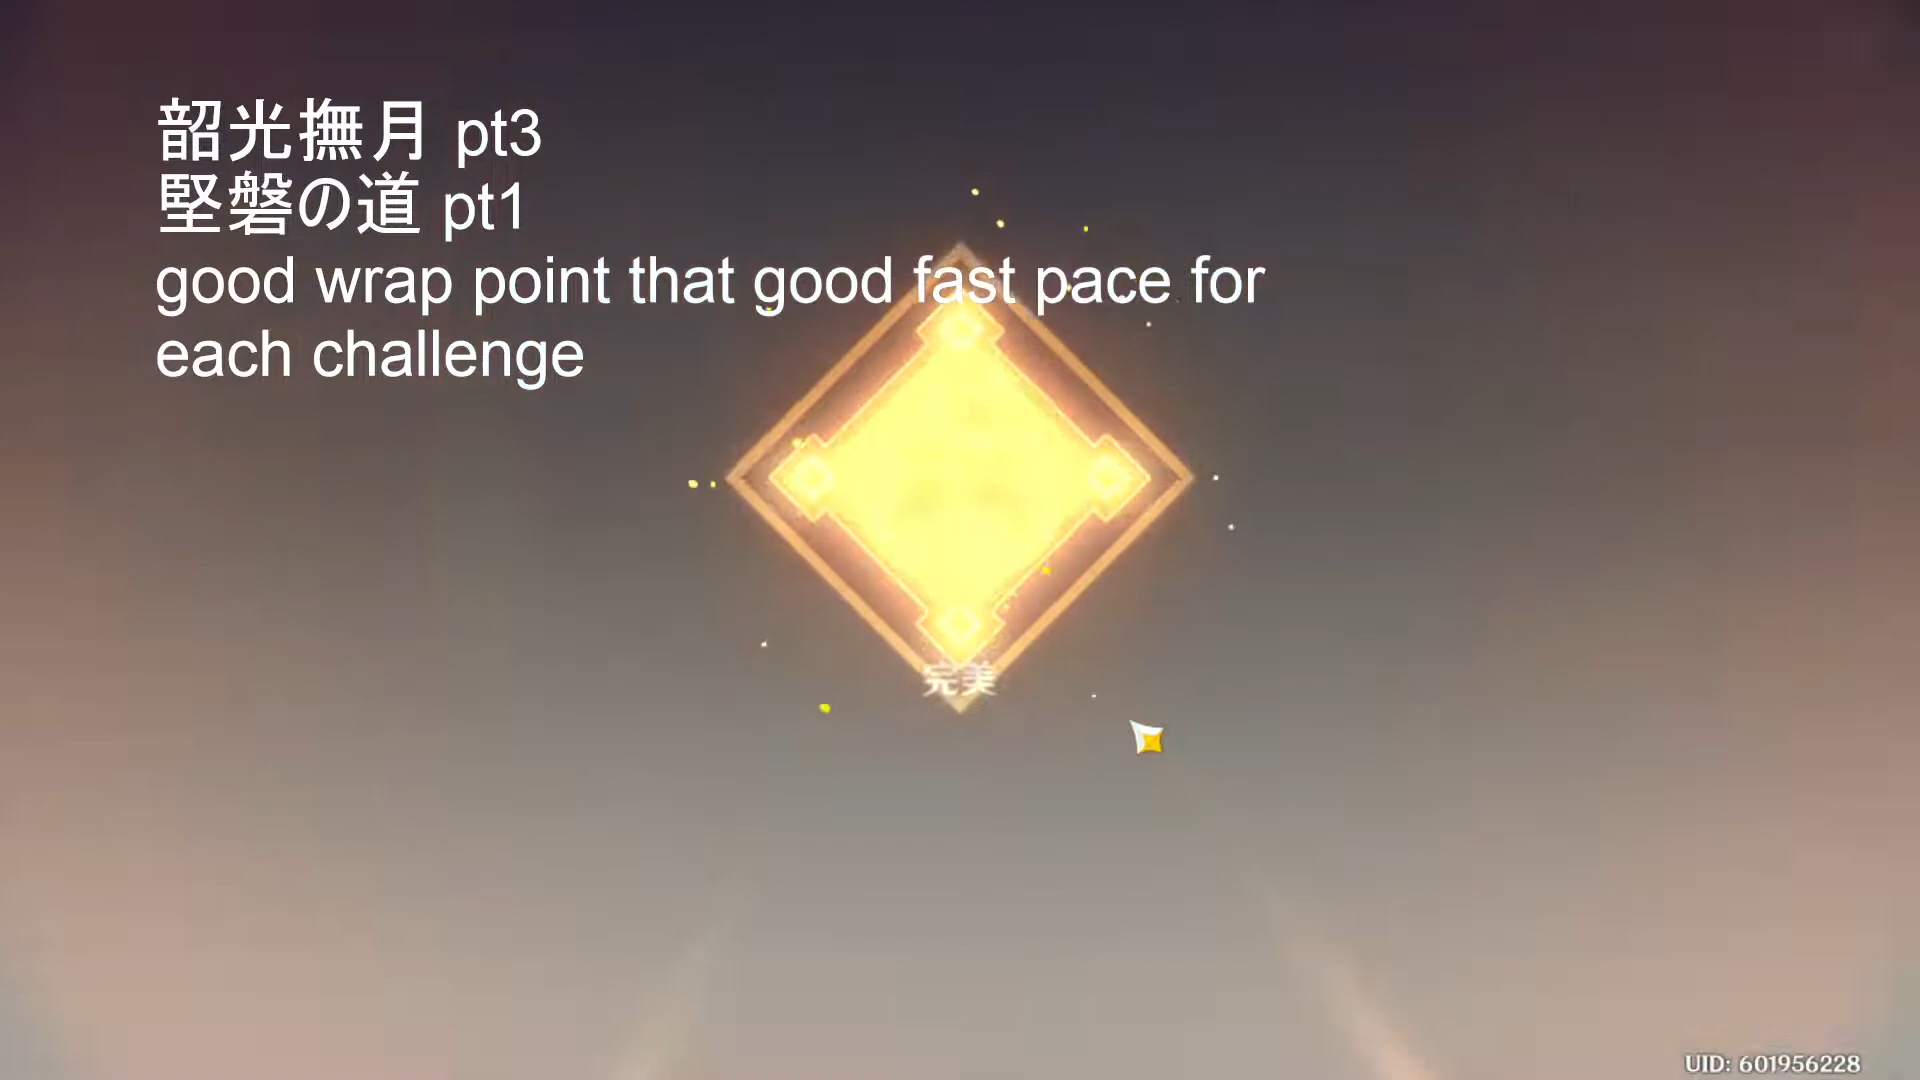 韶光撫月 pt3
堅磐の道 pt1
good wrap point that good fast pace for
each challenge
完美
UID: 601956228